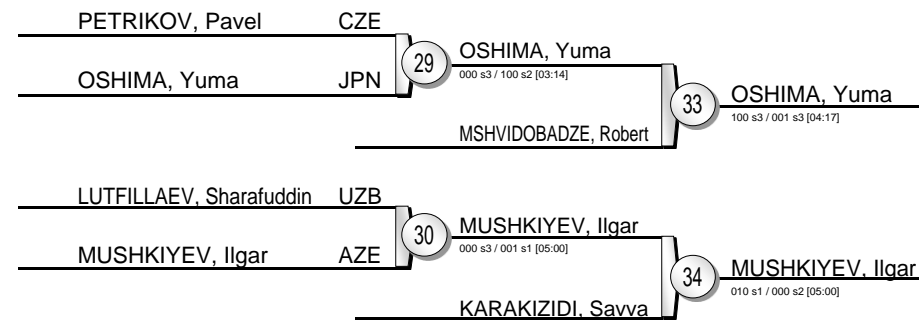 PETRIKOV, Pavel CZE
29
OSHIMA, Yuma
000 s3 / 100 s2 [03:14]
OSHIMA, Yuma JPN
33
OSHIMA, Yuma
100 s3 / 001 s3 [04:17]
MSHVIDOBADZE, Robert
LUTFILLAEV, Sharafuddin UZB
30
MUSHKIYEV, Ilgar
000 s3 / 001 s1 [05:00]
MUSHKIYEV, Ilgar AZE
34
MUSHKIYEV, Ilgar
010 s1 / 000 s2 [05:00]
KARAKIZIDI, Savva